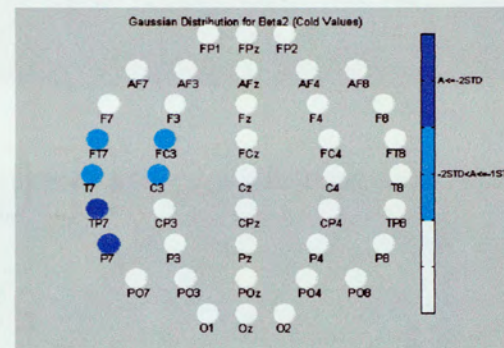 Gaussian Distribution for Beta2 (Cold Values)
FP1 FPz FP2
AF7 AF3 AFz AF4 AF8
A<=-2STD
F7 F3 Fz F4 F8
FT7 FC3 FCz FC4 FT8
-2STD<A<=-1ST
T7 C3 Cz C4 T8
TP7 CP3 CPz CP4 TP8
P7 P3 Pz P4 P8
PO7 PO3 POz PO4 PO8
O1 Oz O2